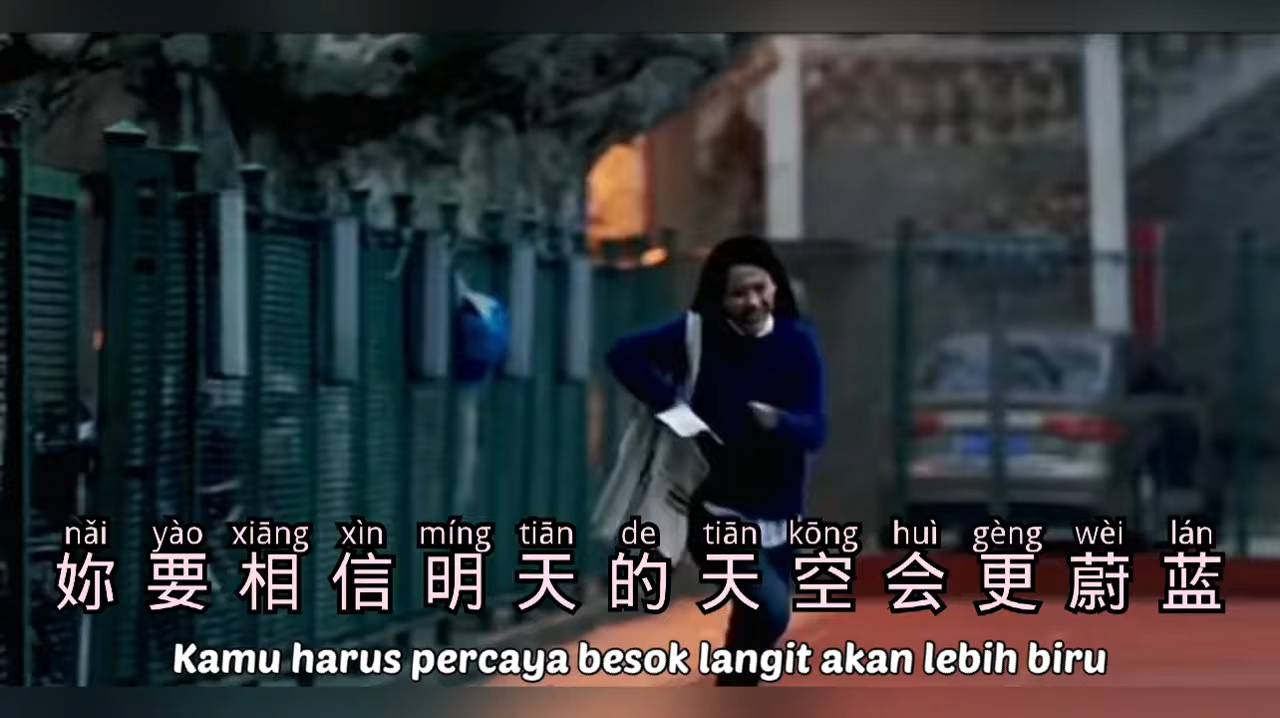 nǎi yào xiāng xìn míng tiān de tiān kōng huì gèng wèi lán
妳要相信明天的天空会更蔚蓝
Kamu harus percaya besok langit akan lebih biru